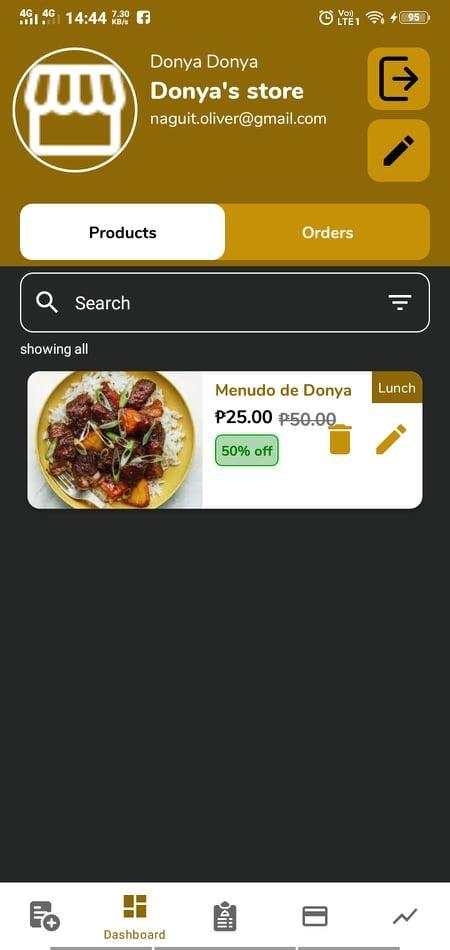 4G 4G 14:44 7.30 KB/s VoJ) LTE1 95
Donya Donya
Donya's store
naguit.oliver@gmail.com
Products Orders
Search
showing all
Menudo de Donya Lunch
₱25.00 ₱50.00
50% off
Dashboard